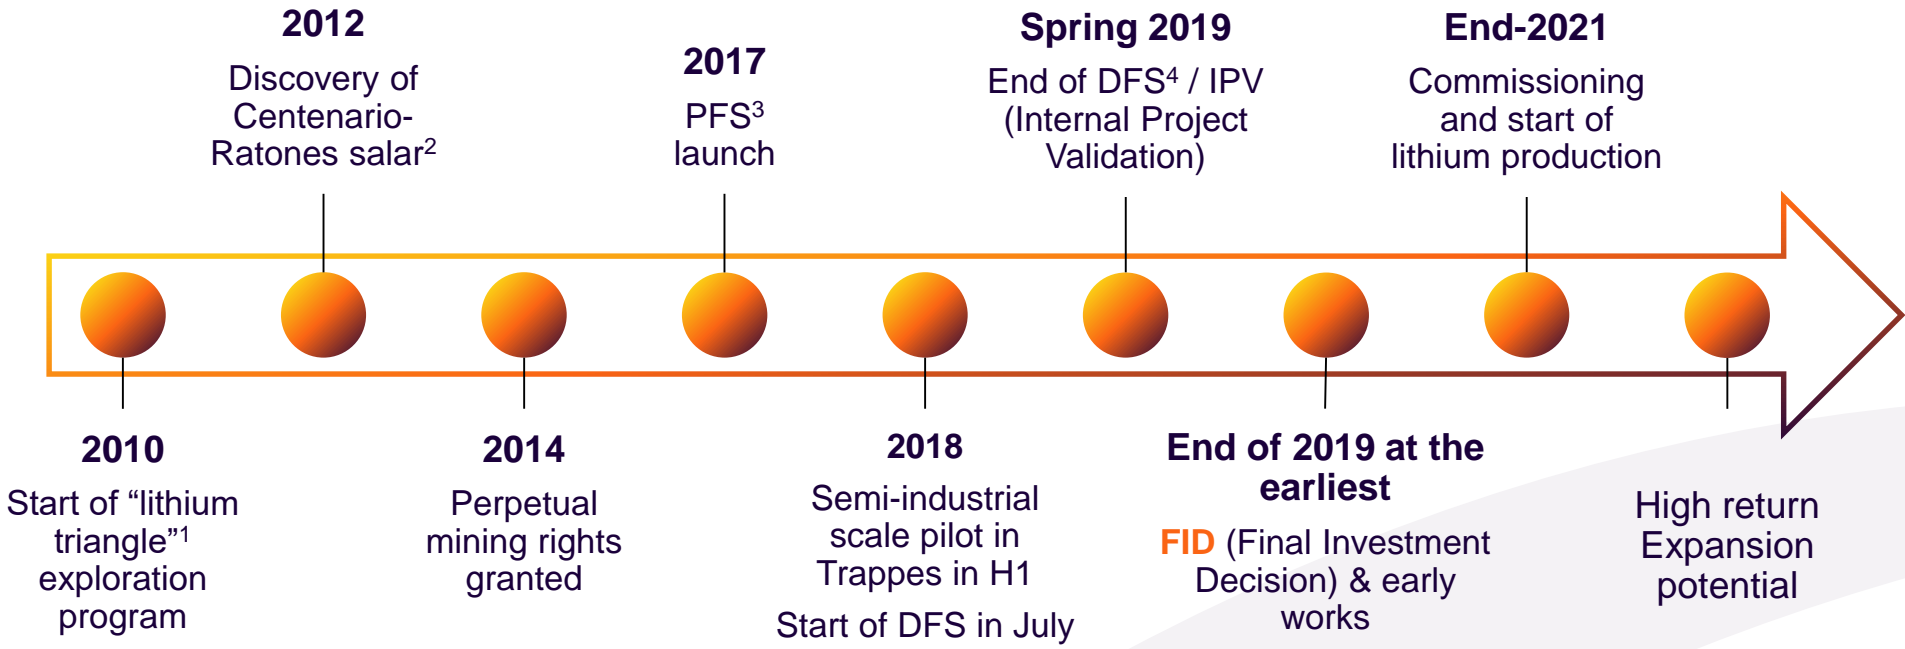 2012
Discovery of
Centenario-
Ratones salar²
2017
PFS³
launch
Spring 2019
End of DFS⁴ / IPV
(Internal Project
Validation)
End-2021
Commissioning
and start of
lithium production
2010
Start of “lithium
triangle”¹
exploration
program
2014
Perpetual
mining rights
granted
2018
Semi-industrial
scale pilot in
Trappes in H1
Start of DFS in July
End of 2019 at the
earliest
FID (Final Investment
Decision) & early
works
High return
Expansion
potential